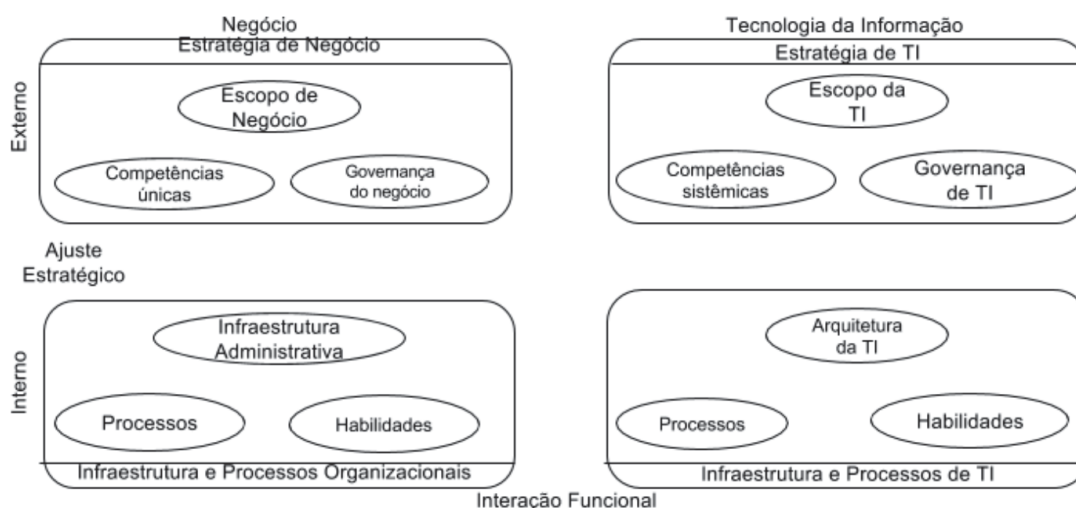 Negócio
Estratégia de Negócio
Externo
Escopo de
Negócio
Competências
únicas
Governança
do negócio
Tecnologia da Informação
Estratégia de TI
Escopo da
TI
Competências
sistêmicas
Governança
de TI
Ajuste
Estratégico
Interno
Infraestrutura
Administrativa
Processos
Habilidades
Infraestrutura e Processos Organizacionais
Arquitetura
da TI
Processos
Habilidades
Infraestrutura e Processos de TI
Interação Funcional